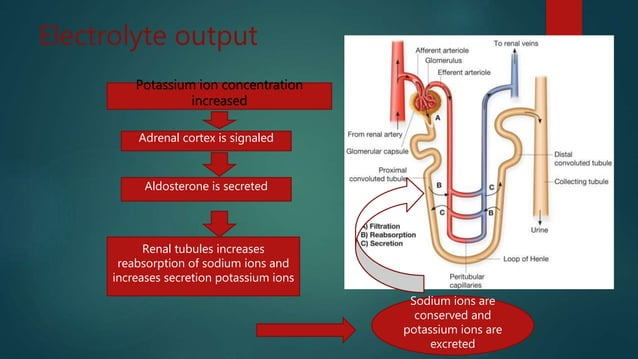 Electrolyte output
Potassium ion concentration
increased
Adrenal cortex is signaled
Aldosterone is secreted
Renal tubules increases
reabsorption of sodium ions and
increases secretion potassium ions
To renal veins
Afferent arteriole
Glomerulus
Efferent arteriole
A
From renal artery
Glomerular capsule
Proximal
convoluted tubule
Distal
convoluted tubule
Collecting tubule
B
C
C
B
) Filtration
B) Reabsorption
C) Secretion
Urine
Loop of Henle
Peritubular
capillaries
Sodium ions are
conserved and
potassium ions are
excreted